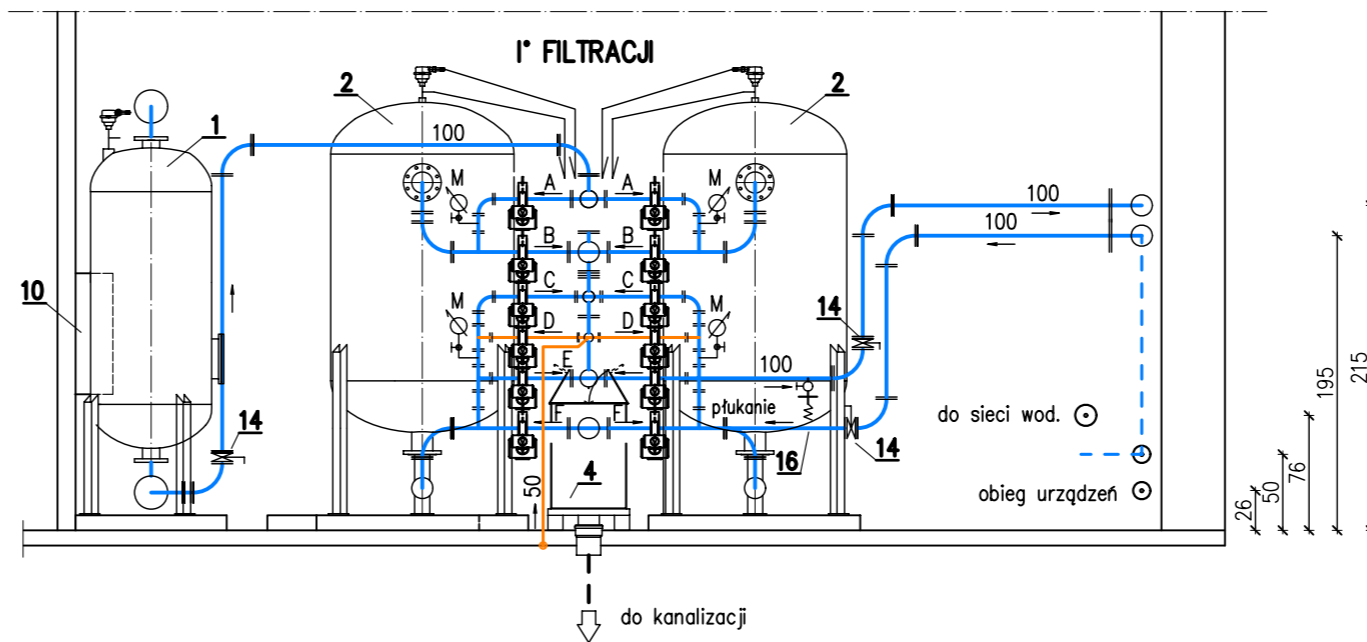 I° FILTRACJI
1
2
2
100
M
A
A
M
100
100
B
B
C
C
10
M
D
D
M
14
E
100
14
F
F
płukanie
do sieci wod.
16
14
4
50
obieg urządzeń
26
50
76
195
215
do kanalizacji